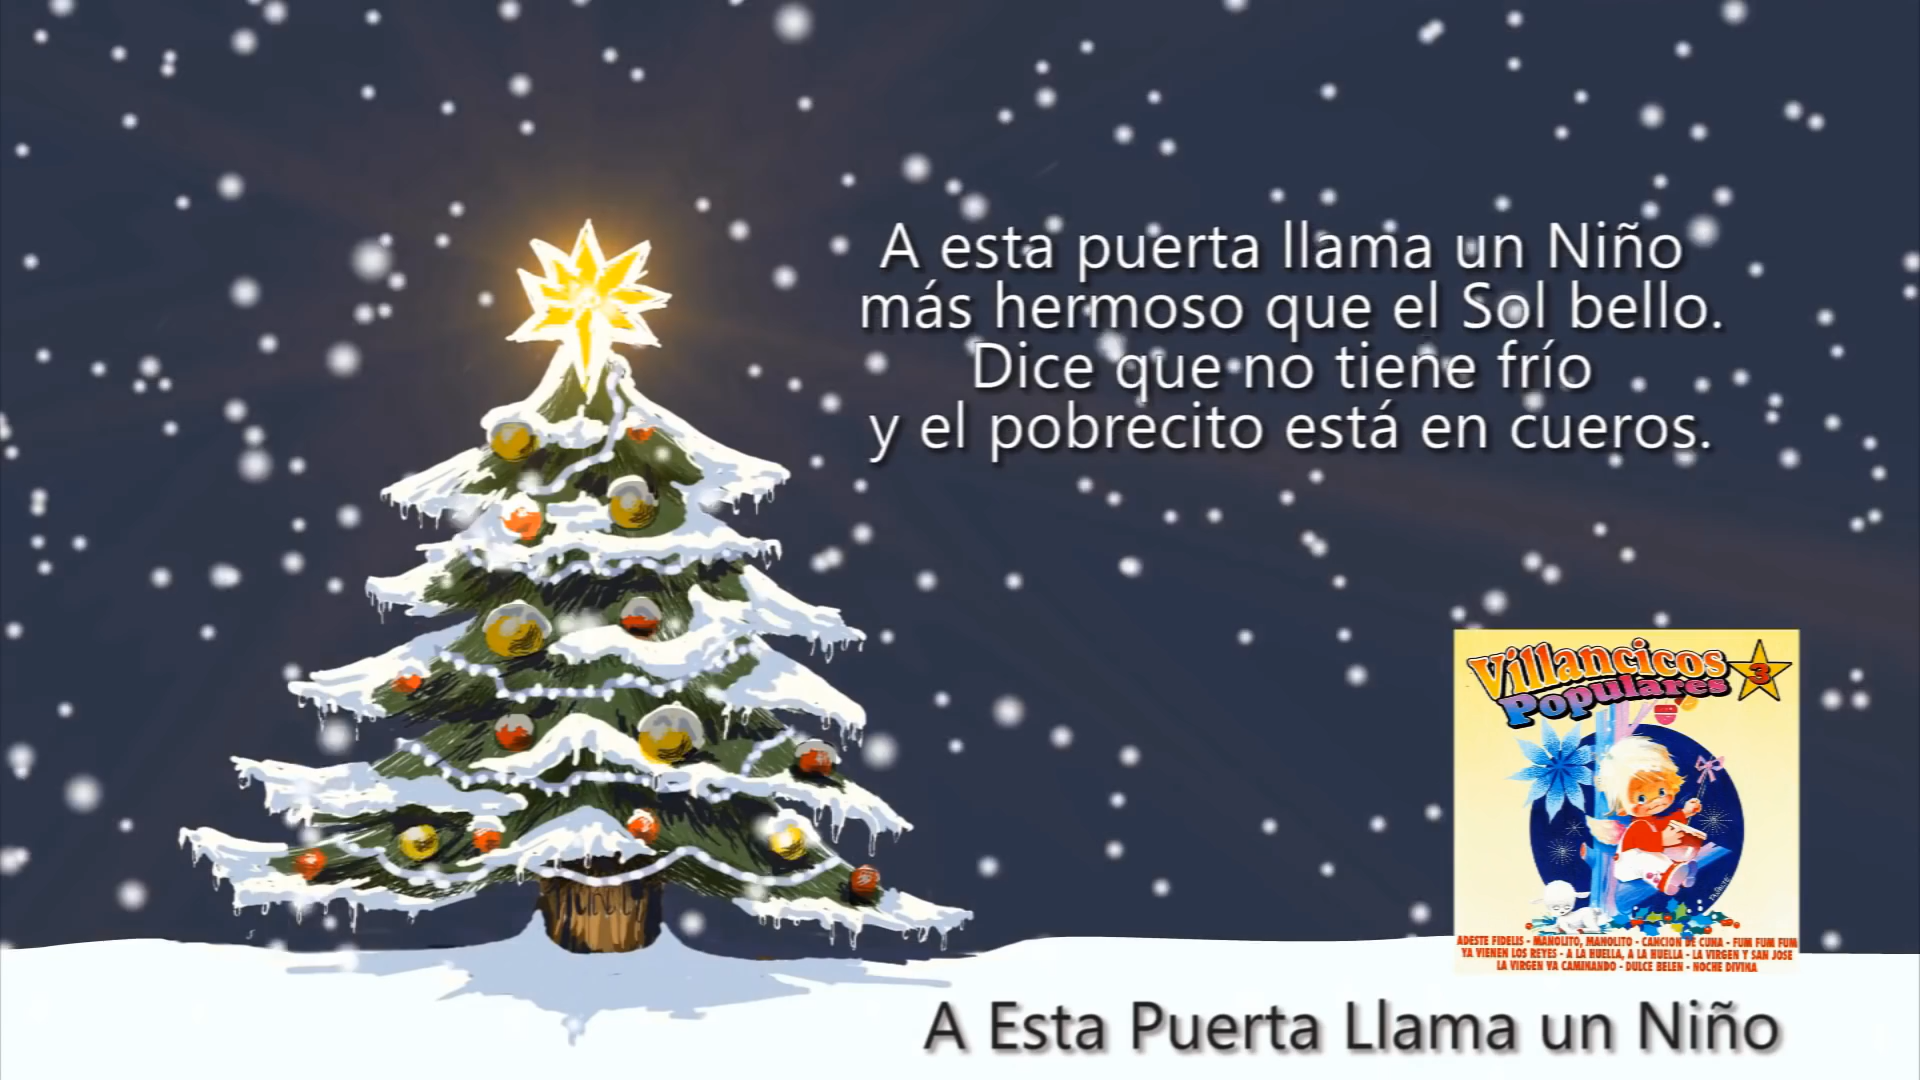 A esta puerta llama un Niño
más hermoso que el Sol bello.
Dice que no tiene frío
y el pobrecito está en cueros.
Villancicos
Populares
3
ADESTE FIDELIS - MANOLITO, MANOLITO - CANCION DE CUNA - FUM FUM FUM
YA VIENEN LOS REYES - A LA HUELLA, A LA HUELLA - LA VIRGEN Y SAN JOSE
LA VIRGEN VA CAMINANDO - DULCE BELEN - NOCHE DIVINA
A Esta Puerta Llama un Niño